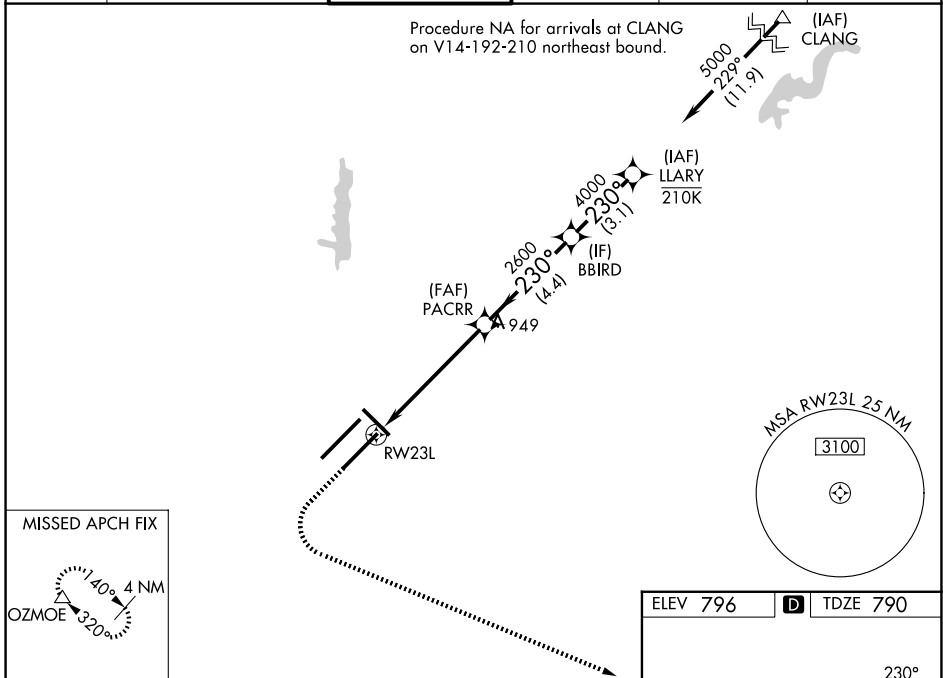 Procedure NA for arrivals at CLANG
on V14-192-210 northeast bound.
(IAF)
CLANG
5000
229°
(11.9)
(IAF)
LLARY
210K
4000
230°
(3.1)
(IF)
BBIRD
2600
230°
(4.4)
(FAF)
PACRR
949
RW23L
MSA RW23L 25 NM
3100
MISSED APCH FIX
140°
4 NM
OZMOE
320°
ELEV 796 D TDZE 790
230°